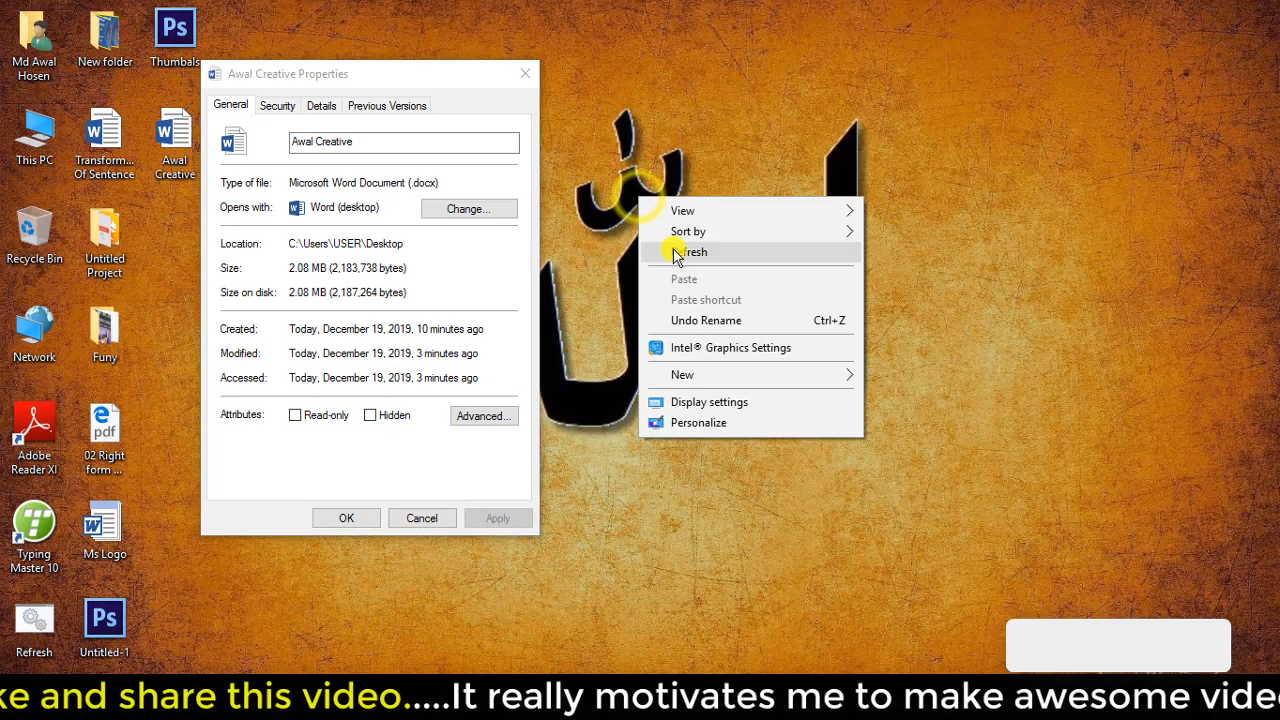 Md Awal
Hosen
New folder
Ps
Thumbals
This PC
Transform...
Of Sentence
Awal
Creative
Recycle Bin
Untitled
Project
Network
Funy
Adobe
Reader XI
pdf
02 Right
form ...
Typing
Master 10
Ms Logo
Refresh
Ps
Untitled-1
Awal Creative Properties
General Security Details Previous Versions
Awal Creative
Type of file: Microsoft Word Document (.docx)
Opens with: Word (desktop) Change...
Location: C:\Users\USER\Desktop
Size: 2.08 MB (2,183,738 bytes)
Size on disk: 2.08 MB (2,187,264 bytes)
Created: Today, December 19, 2019, 10 minutes ago
Modified: Today, December 19, 2019, 3 minutes ago
Accessed: Today, December 19, 2019, 3 minutes ago
Attributes: Read-only Hidden Advanced...
OK Cancel Apply
View
Sort by
Refresh
Paste
Paste shortcut
Undo Rename Ctrl+Z
Intel® Graphics Settings
New
Display settings
Personalize
ke and share this video.....It really motivates me to make awesome vide